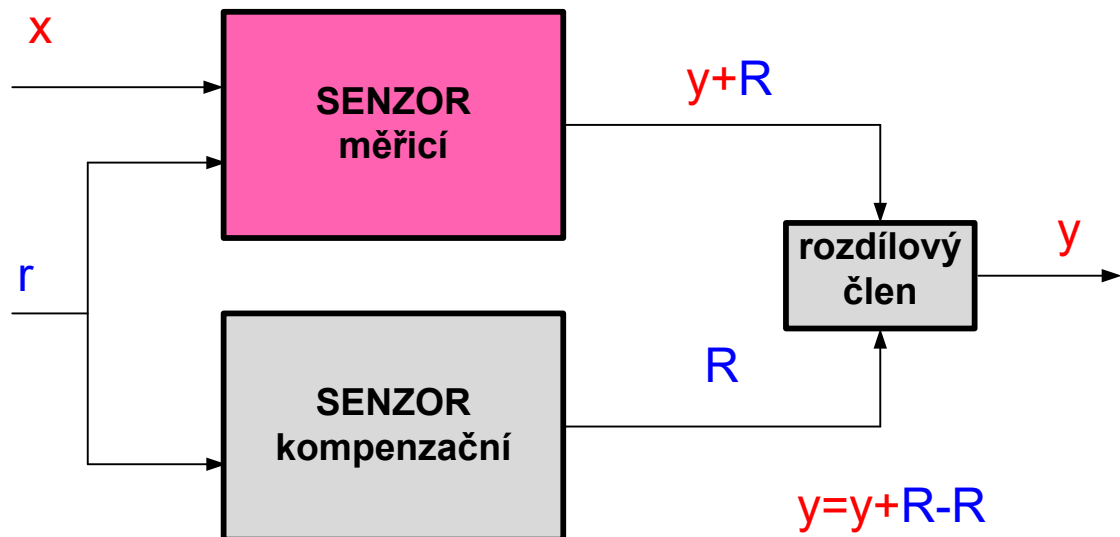 x
SENZOR
měřicí
y+R
r
rozdílový
člen
y
SENZOR
kompenzační
R
y=y+R-R